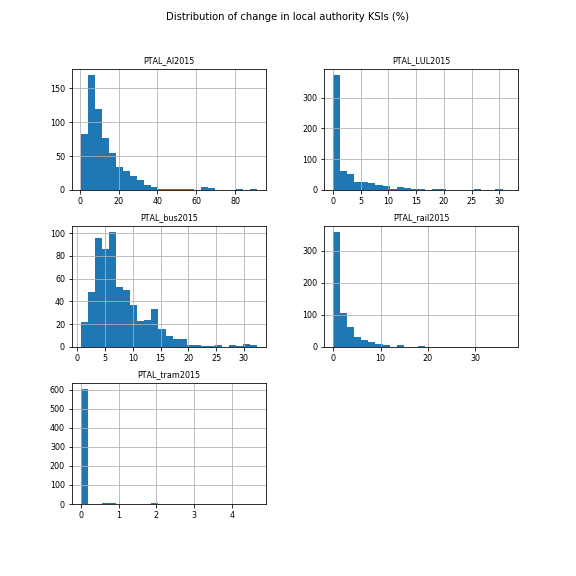 Distribution of change in local authority KSIs (%)
PTAL_AI2015
150
100
50
0
0 20 40 60 80
PTAL_LUL2015
300
200
100
0
0 5 10 15 20 25 30
PTAL_bus2015
100
80
60
40
20
0
0 5 10 15 20 25 30
PTAL_rail2015
300
200
100
0
0 10 20 30
PTAL_tram2015
600
500
400
300
200
100
0
0 1 2 3 4